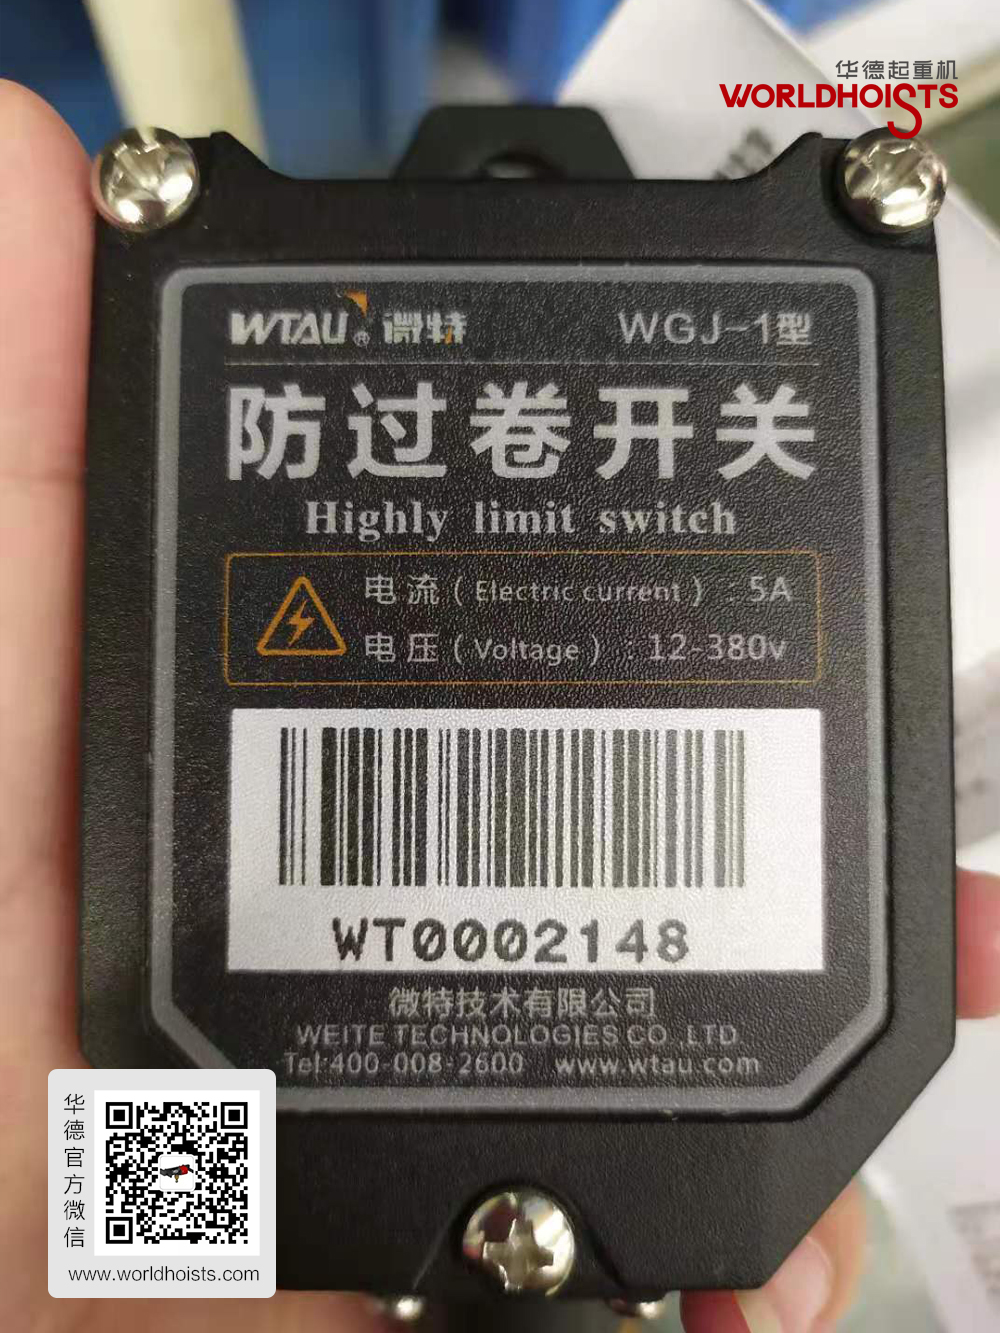 华德起重机
WORLDHOISTS
WTAU® 微特 WGJ-1型
防过卷开关
Highly limit switch
电流（Electric current）: 5A
电压（Voltage）: 12-380v
WT0002148
微特技术有限公司
WEITE TECHNOLOGIES CO.,LTD
Tel:400-008-2600 www.wtau.com
华德官方微信
www.worldhoists.com